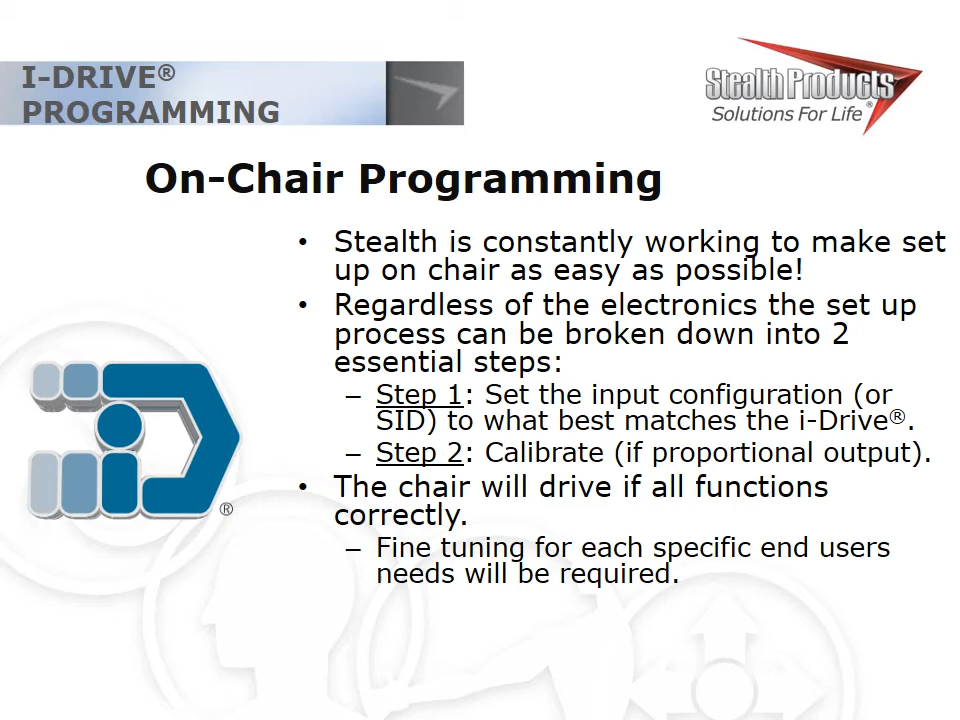 I-DRIVE®
PROGRAMMING
Stealth Products®
Solutions For Life
On-Chair Programming
• Stealth is constantly working to make set
up on chair as easy as possible!
• Regardless of the electronics the set up
process can be broken down into 2
essential steps:
– Step 1: Set the input configuration (or
SID) to what best matches the i-Drive®.
– Step 2: Calibrate (if proportional output).
• The chair will drive if all functions
correctly.
– Fine tuning for each specific end users
needs will be required.
iD
®